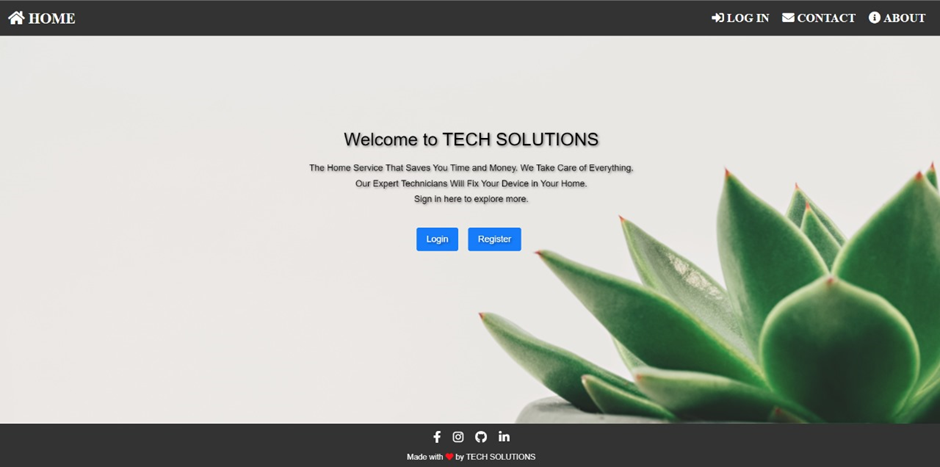 HOME
LOG IN CONTACT ABOUT
Welcome to TECH SOLUTIONS
The Home Service That Saves You Time and Money. We Take Care of Everything.
Our Expert Technicians Will Fix Your Device in Your Home.
Sign in here to explore more.
Login Register
Made with ❤ by TECH SOLUTIONS